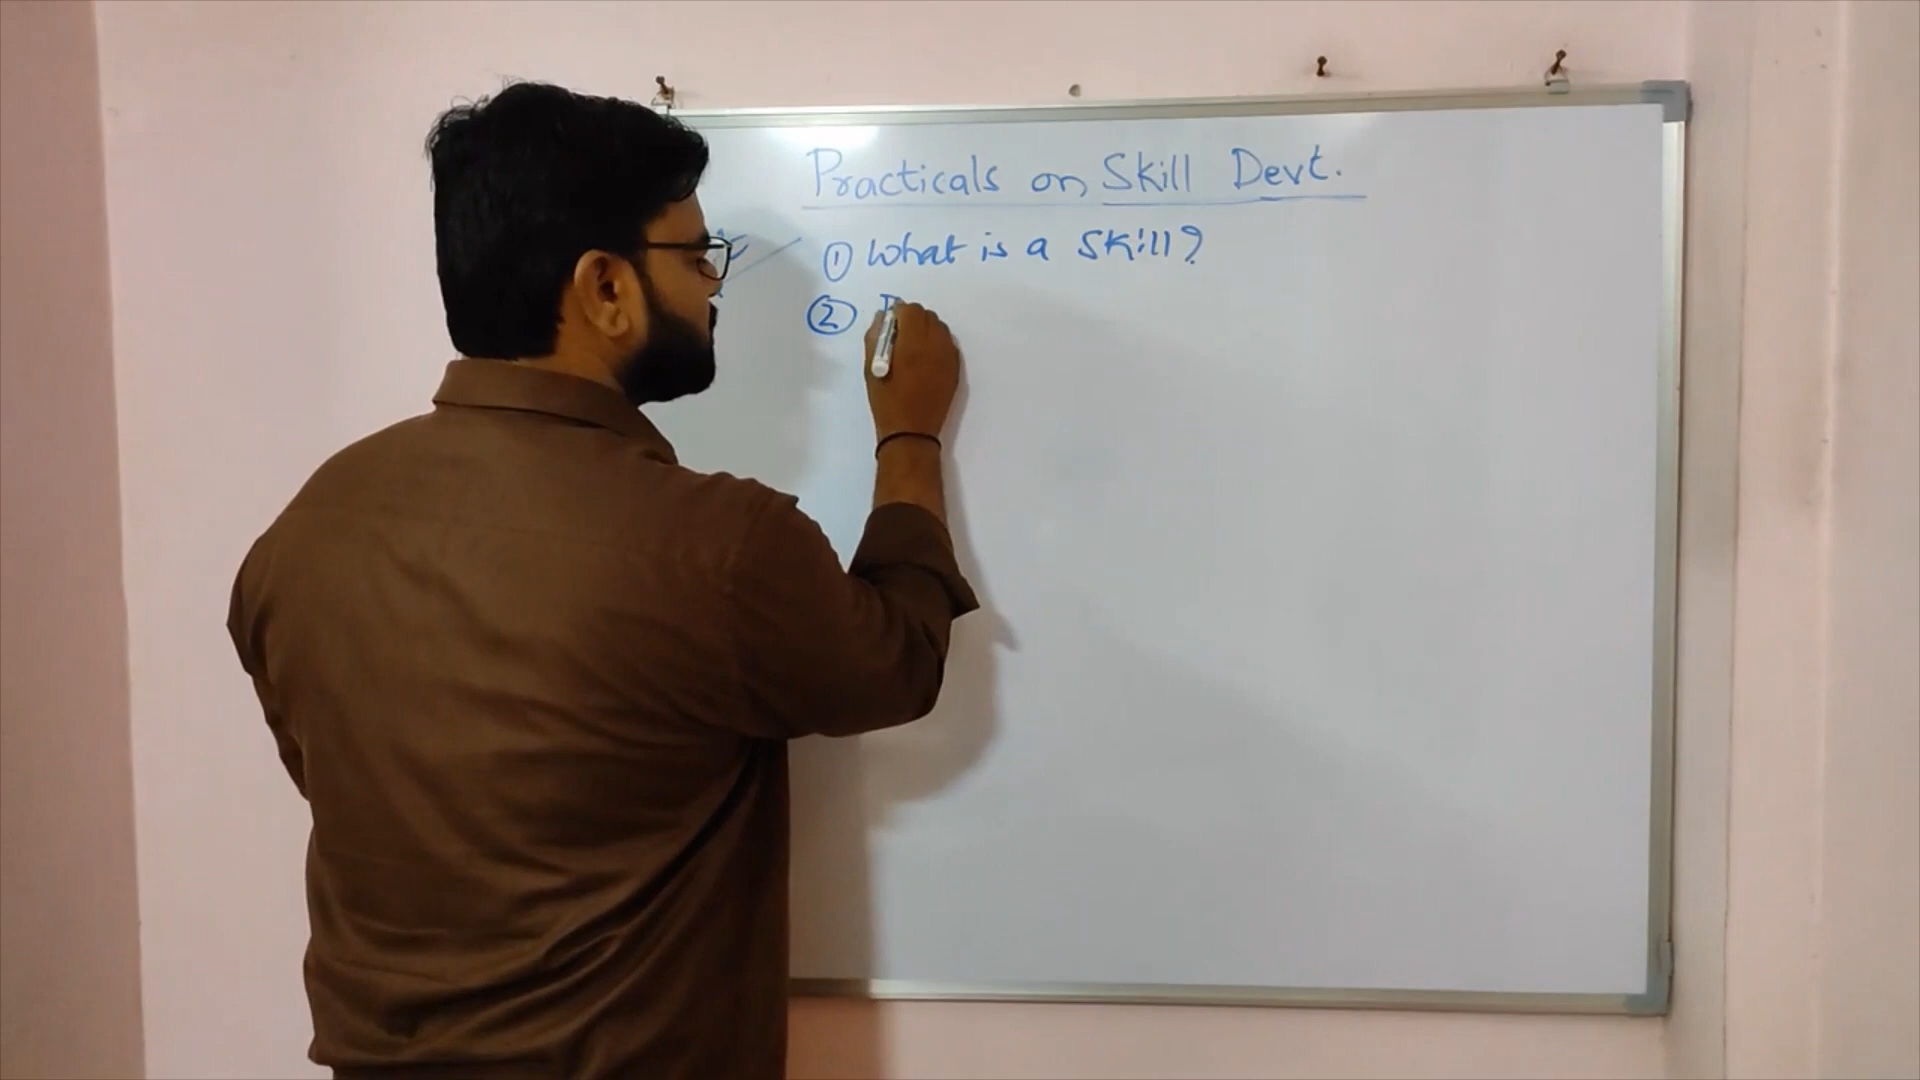 Practicals on Skill Devt.
① What is a Skill?
②